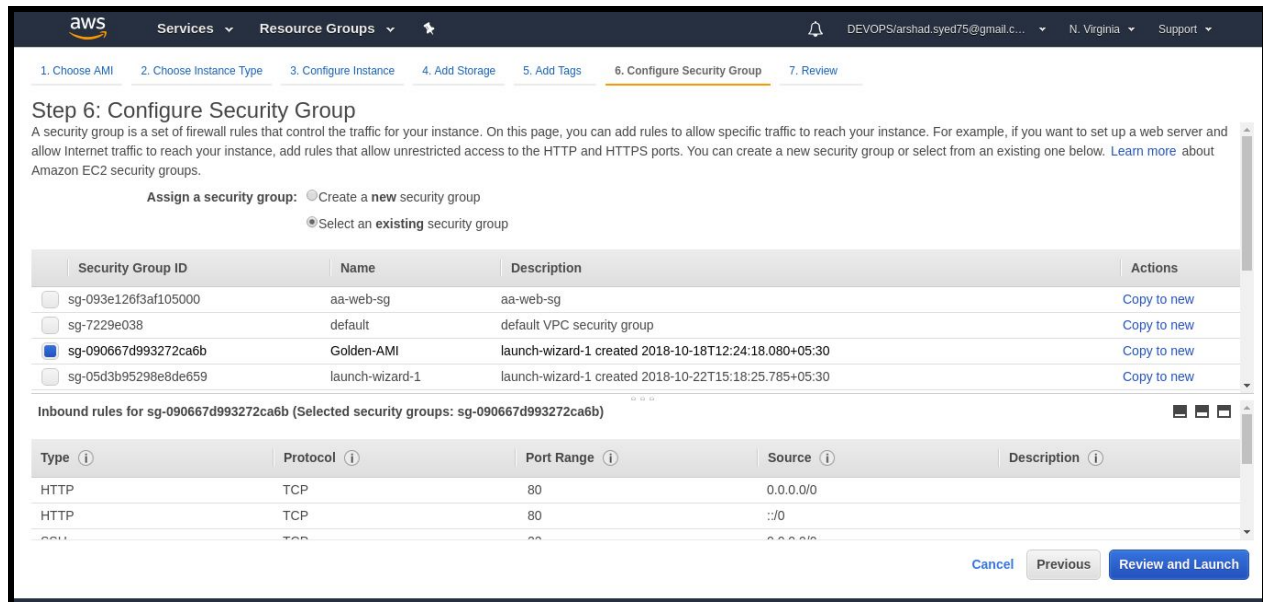 aws Services Resource Groups DEVOPS/arshad.syed75@gmail.c... N. Virginia Support
1. Choose AMI 2. Choose Instance Type 3. Configure Instance 4. Add Storage 5. Add Tags 6. Configure Security Group 7. Review
Step 6: Configure Security Group
A security group is a set of firewall rules that control the traffic for your instance. On this page, you can add rules to allow specific traffic to reach your instance. For example, if you want to set up a web server and
allow Internet traffic to reach your instance, add rules that allow unrestricted access to the HTTP and HTTPS ports. You can create a new security group or select from an existing one below. Learn more about
Amazon EC2 security groups.
Assign a security group: Create a new security group
Select an existing security group
Security Group ID Name Description Actions
sg-093e126f3af105000 aa-web-sg aa-web-sg Copy to new
sg-7229e038 default default VPC security group Copy to new
sg-090667d993272ca6b Golden-AMI launch-wizard-1 created 2018-10-18T12:24:18.080+05:30 Copy to new
sg-05d3b95298e8de659 launch-wizard-1 launch-wizard-1 created 2018-10-22T15:18:25.785+05:30 Copy to new
Inbound rules for sg-090667d993272ca6b (Selected security groups: sg-090667d993272ca6b)
Type Protocol Port Range Source Description
HTTP TCP 80 0.0.0.0/0
HTTP TCP 80 ::/0
Cancel Previous Review and Launch